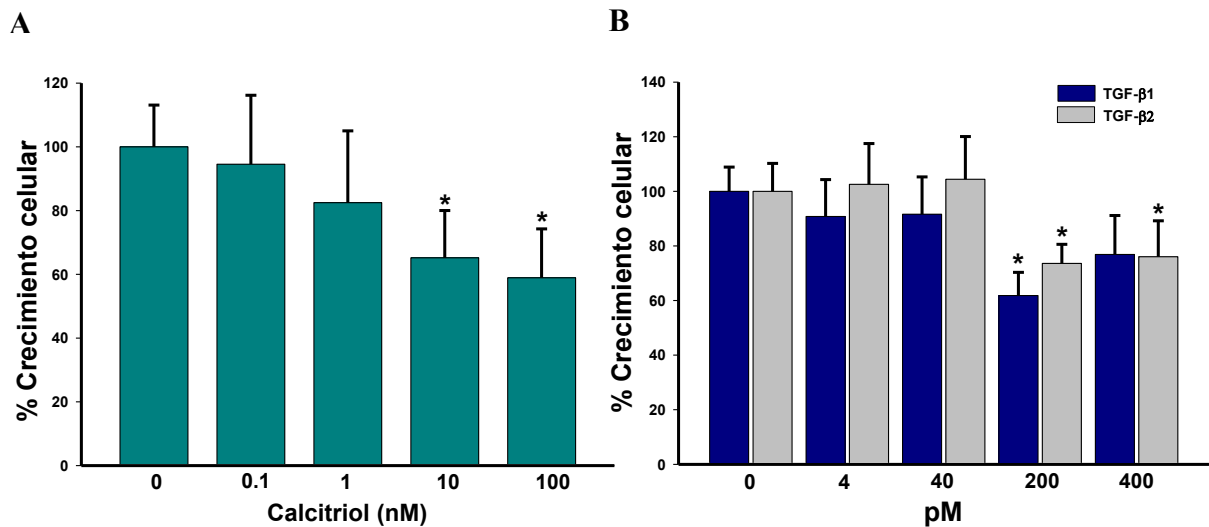 A
% Crecimiento celular
120
100
80
60
40
20
0
* *
0 0.1 1 10 100
Calcitriol (nM)
B
% Crecimiento celular
140
120
100
80
60
40
20
0
TGF-β1
TGF-β2
* * *
0 4 40 200 400
pM